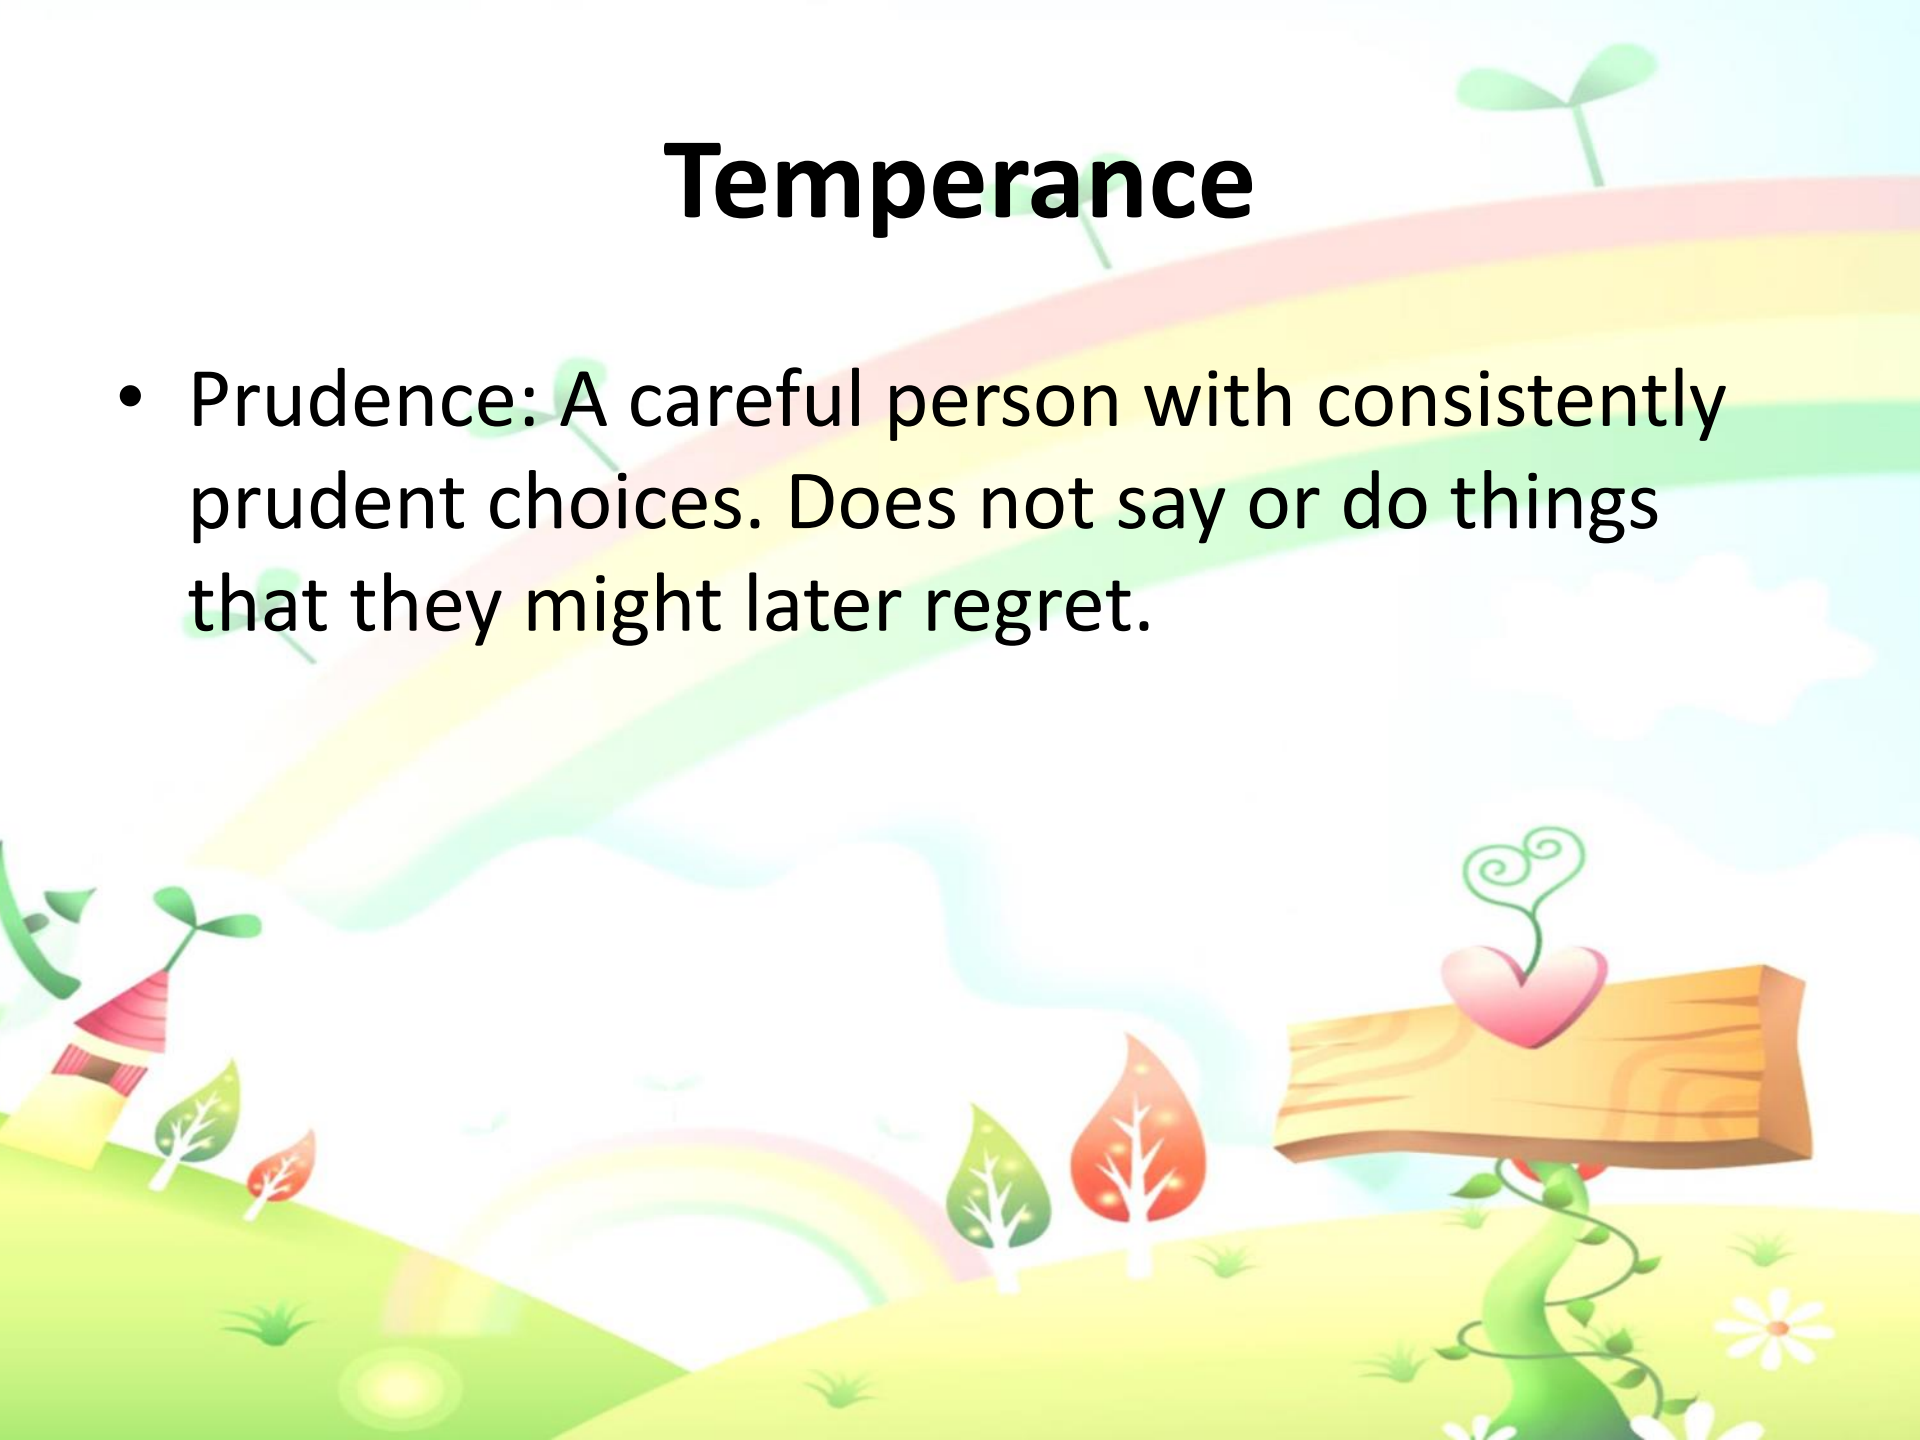 Temperance
• Prudence: A careful person with consistently
prudent choices. Does not say or do things
that they might later regret.